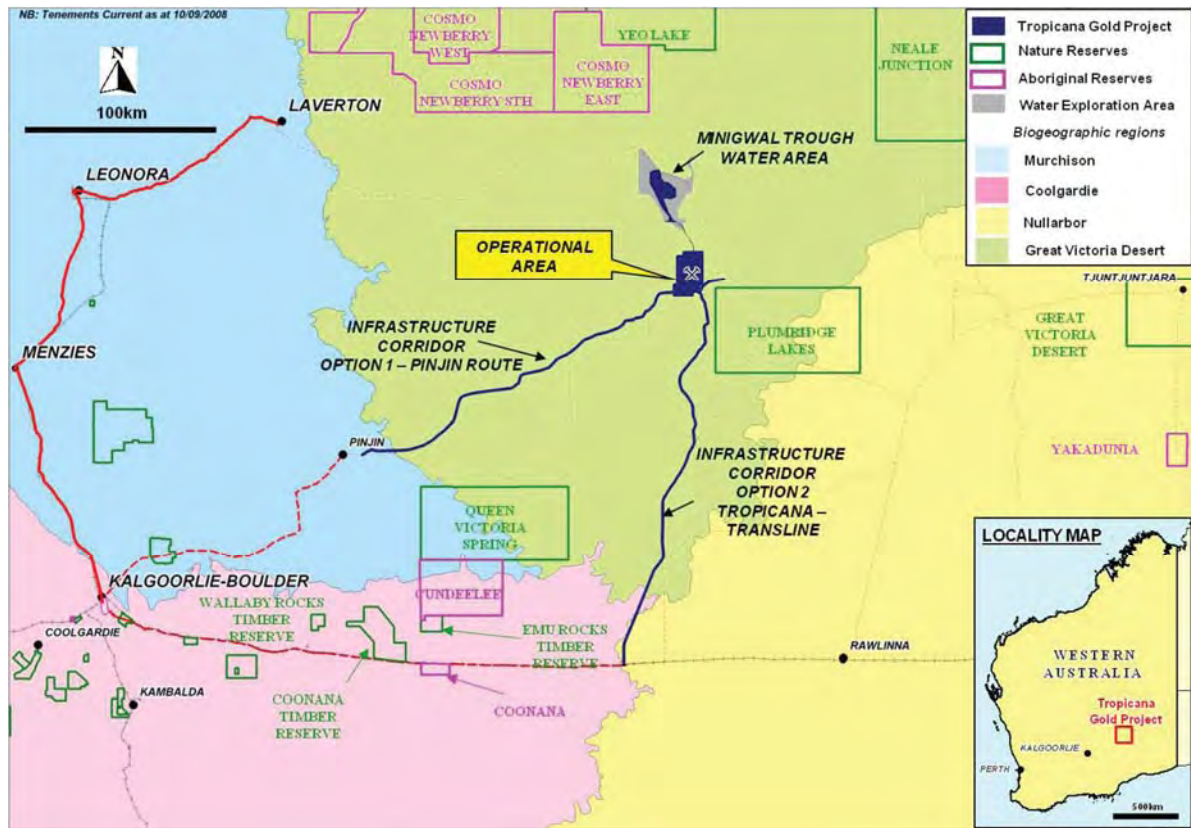 NB: Tenements Current as at 10/09/2008
N
100km
COSMO
NEWBERRY
WEST
COSMO
NEWBERRY STH
COSMO
NEWBERRY
EAST
YEO LAKE
NEALE
JUNCTION
Tropicana Gold Project
Nature Reserves
Aboriginal Reserves
Water Exploration Area
Biogeographic regions
Murchison
Coolgardie
Nullarbor
Great Victoria Desert
LAVERTON
LEONORA
MENZIES
MINIGWAL TROUGH
WATER AREA
OPERATIONAL
AREA
TJUNTJUNTJARA
INFRASTRUCTURE
CORRIDOR
OPTION 1 – PINJIN ROUTE
PLUMRIDGE
LAKES
GREAT
VICTORIA
DESERT
PINJIN
YAKADUNIA
INFRASTRUCTURE
CORRIDOR
OPTION 2
TROPICANA –
TRANSLINE
QUEEN
VICTORIA
SPRING
KALGOORLIE-BOULDER
CUNDEELEE
WALLABY ROCKS
TIMBER
RESERVE
EMU ROCKS
TIMBER
RESERVE
COOLGARDIE
RAWLINNA
KAMBALDA
COONANA
TIMBER
RESERVE
COONANA
LOCALITY MAP
WESTERN
AUSTRALIA
Tropicana
Gold Project
KALGOORLIE
PERTH
500km